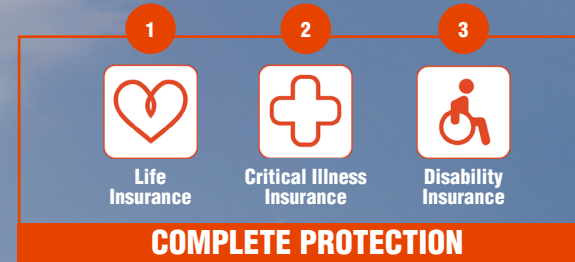 1 2 3
Life Insurance
Critical Illness Insurance
Disability Insurance
COMPLETE PROTECTION